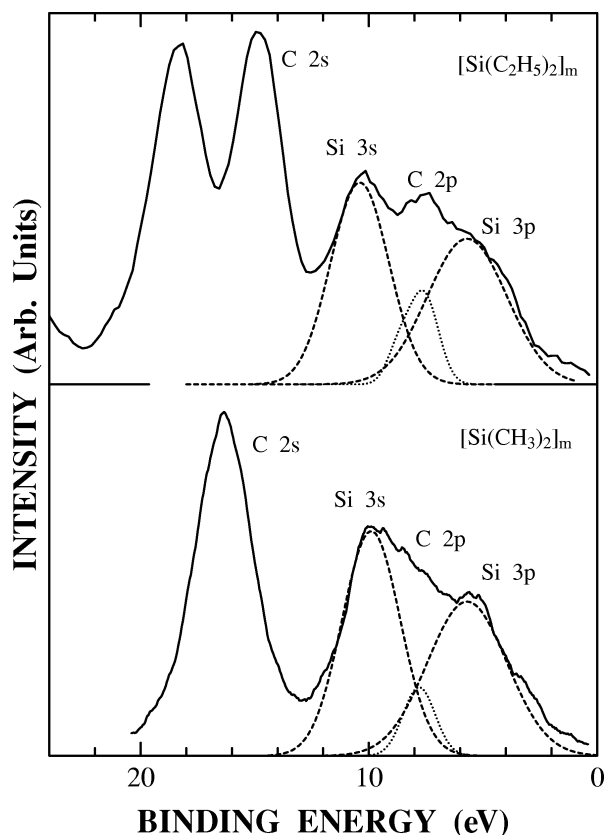 C 2s
[Si(C₂H₅)₂]ₘ
Si 3s
C 2p
Si 3p
[Si(CH₃)₂]ₘ
C 2s
Si 3s
C 2p
Si 3p
INTENSITY (Arb. Units)
20 10 0
BINDING ENERGY (eV)